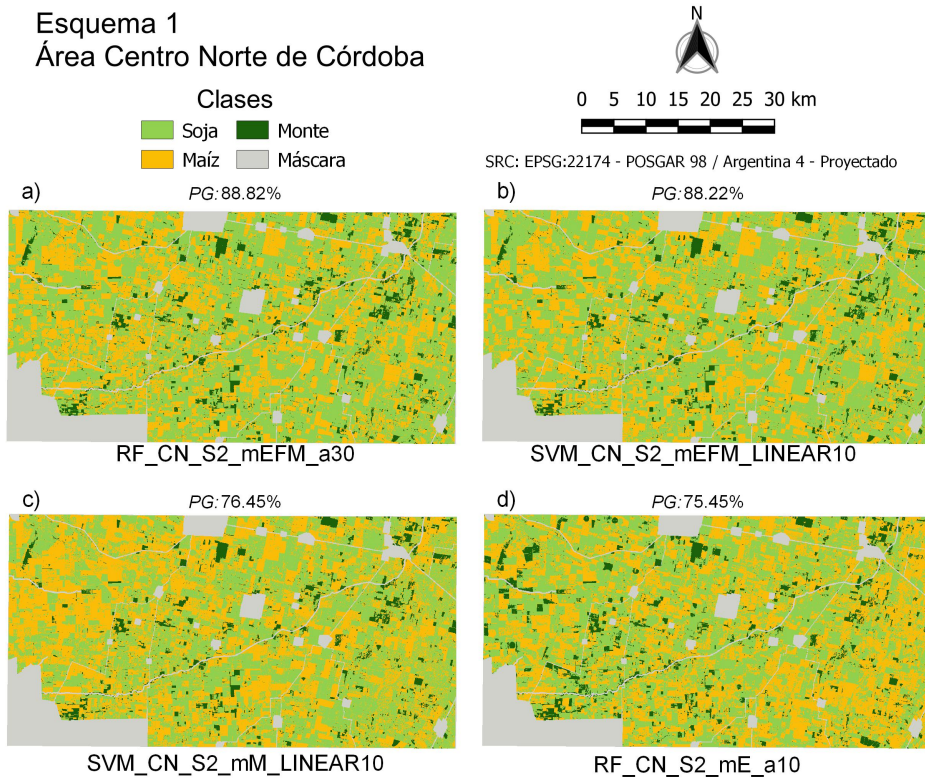 Esquema 1
Área Centro Norte de Córdoba
N
Clases
Soja
Monte
Maíz
Máscara
0 5 10 15 20 25 30 km
SRC: EPSG:22174 - POSGAR 98 / Argentina 4 - Proyectado
a)
PG:88.82%
b)
PG:88.22%
RF_CN_S2_mEFM_a30
SVM_CN_S2_mEFM_LINEAR10
c)
PG:76.45%
d)
PG:75.45%
SVM_CN_S2_mM_LINEAR10
RF_CN_S2_mE_a10